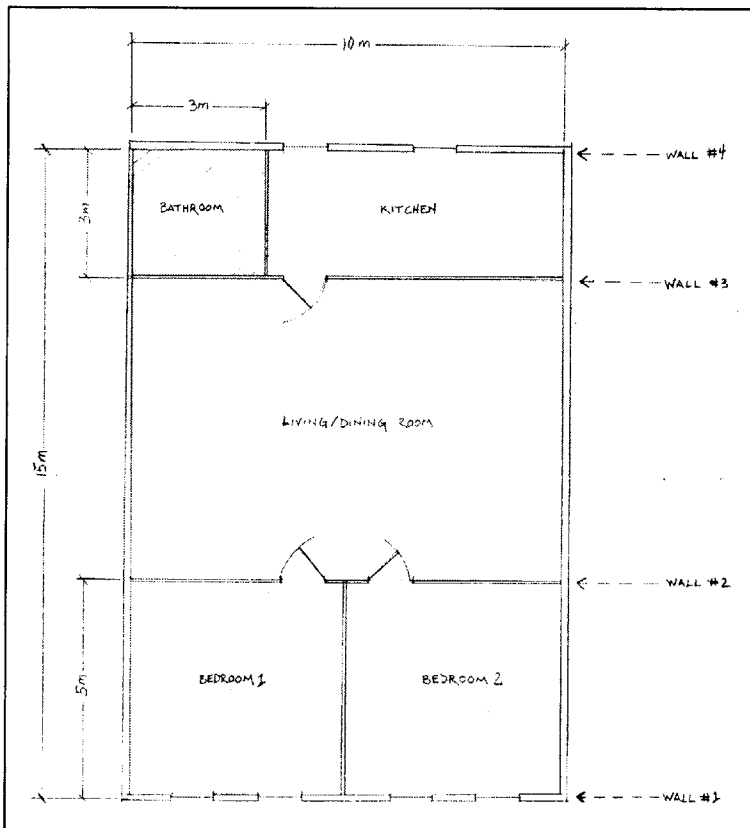 10 m
3m
WALL #4
3m
BATHROOM
KITCHEN
WALL #3
LIVING/DINING ROOM
15m
WALL #2
5m
BEDROOM 1
BEDROOM 2
WALL #1